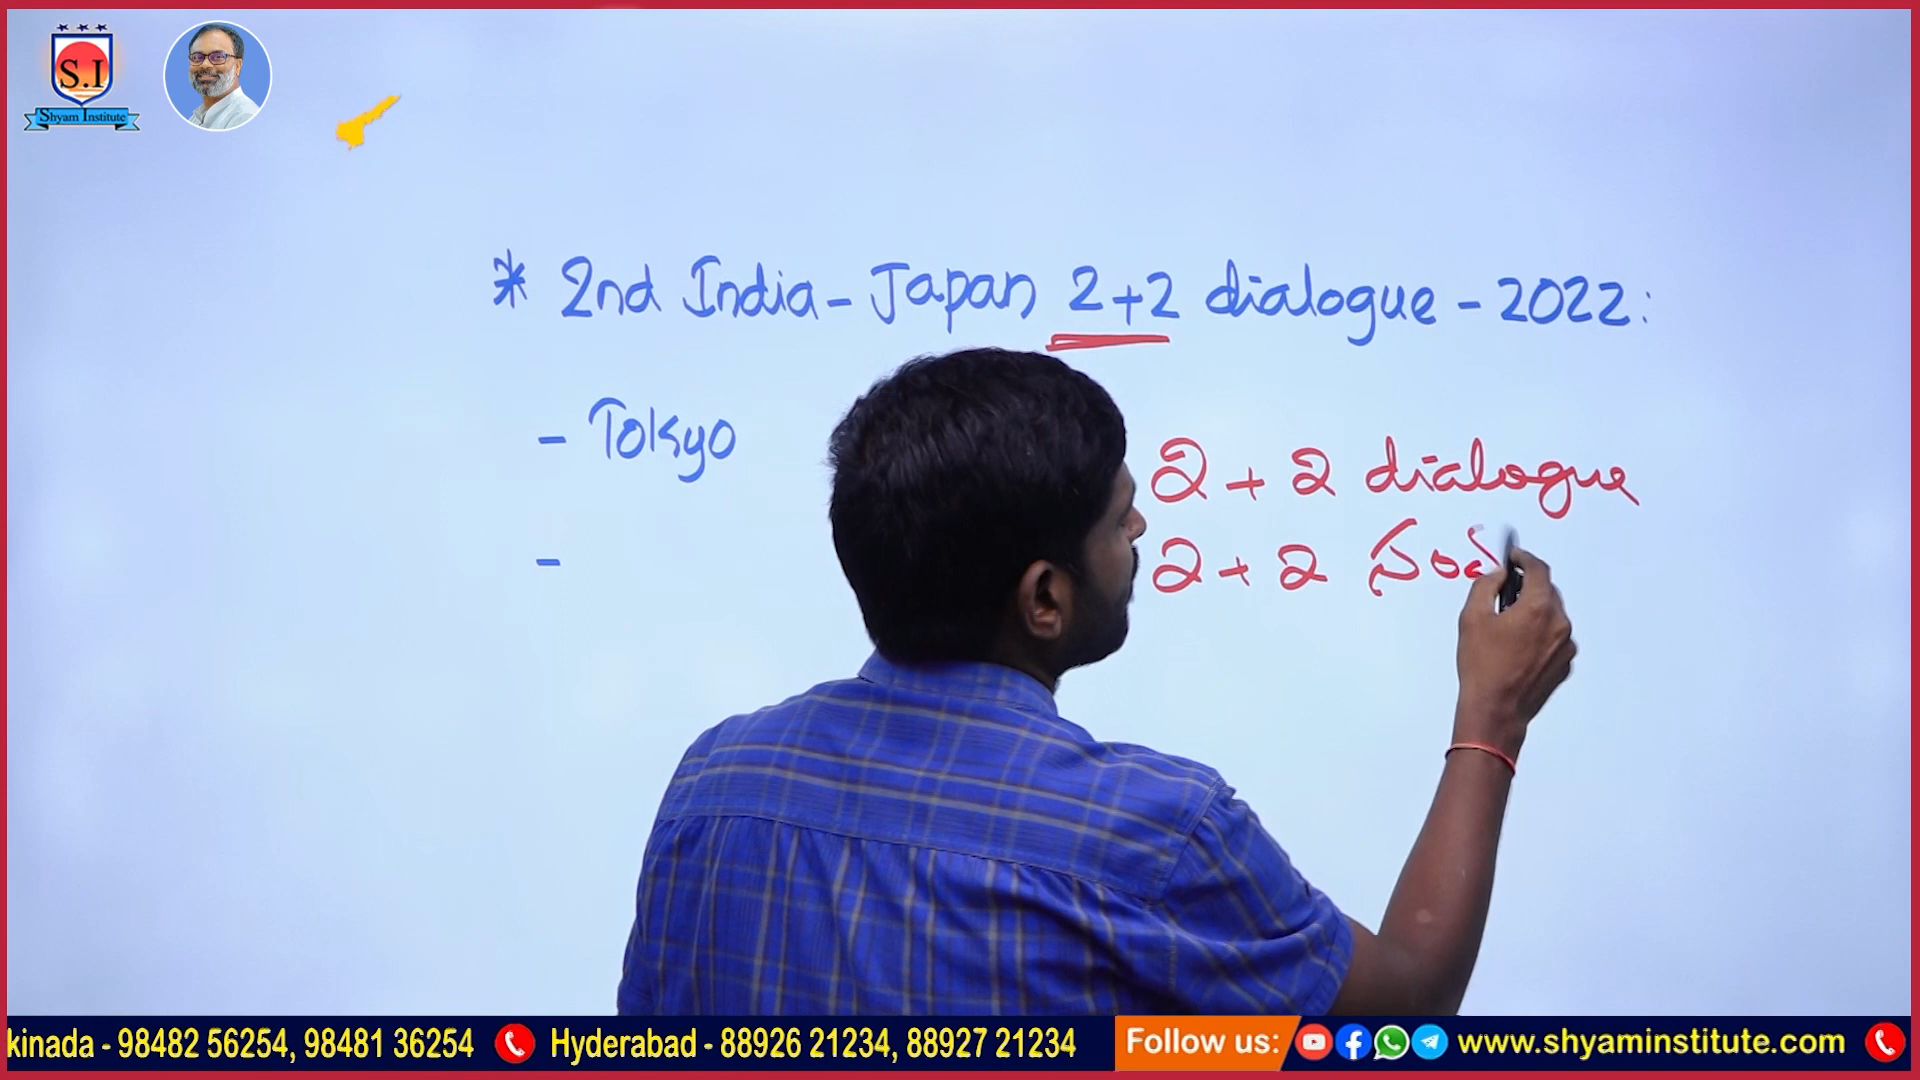 S.I
Shyam Institute
* 2nd India - Japan 2+2 dialogue - 2022:
- Tokyo
2 + 2 dialogue
-
2 + 2
kinada - 98482 56254, 98481 36254 Hyderabad - 88926 21234, 88927 21234 Follow us: www.shyaminstitute.com